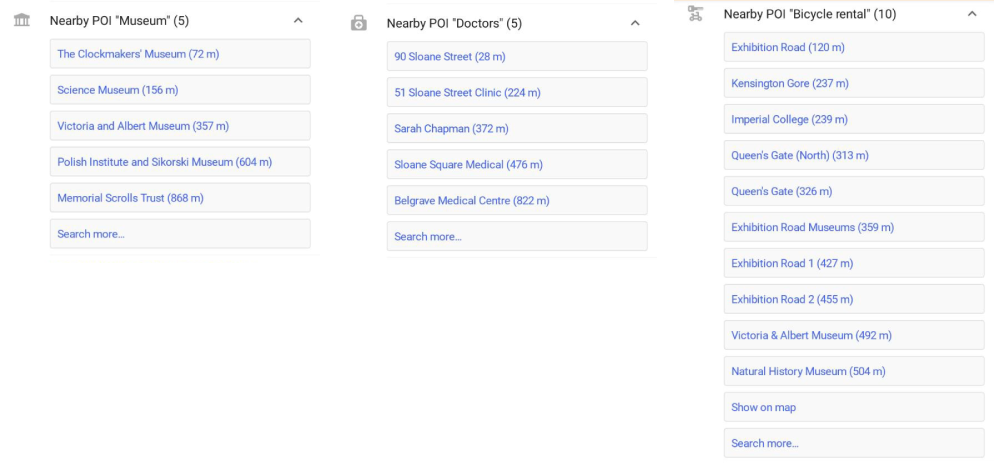 Nearby POI "Museum" (5)
The Clockmakers' Museum (72 m)
Science Museum (156 m)
Victoria and Albert Museum (357 m)
Polish Institute and Sikorski Museum (604 m)
Memorial Scrolls Trust (868 m)
Search more...
Nearby POI "Doctors" (5)
90 Sloane Street (28 m)
51 Sloane Street Clinic (224 m)
Sarah Chapman (372 m)
Sloane Square Medical (476 m)
Belgrave Medical Centre (822 m)
Search more...
Nearby POI "Bicycle rental" (10)
Exhibition Road (120 m)
Kensington Gore (237 m)
Imperial College (239 m)
Queen's Gate (North) (313 m)
Queen's Gate (326 m)
Exhibition Road Museums (359 m)
Exhibition Road 1 (427 m)
Exhibition Road 2 (455 m)
Victoria & Albert Museum (492 m)
Natural History Museum (504 m)
Show on map
Search more...